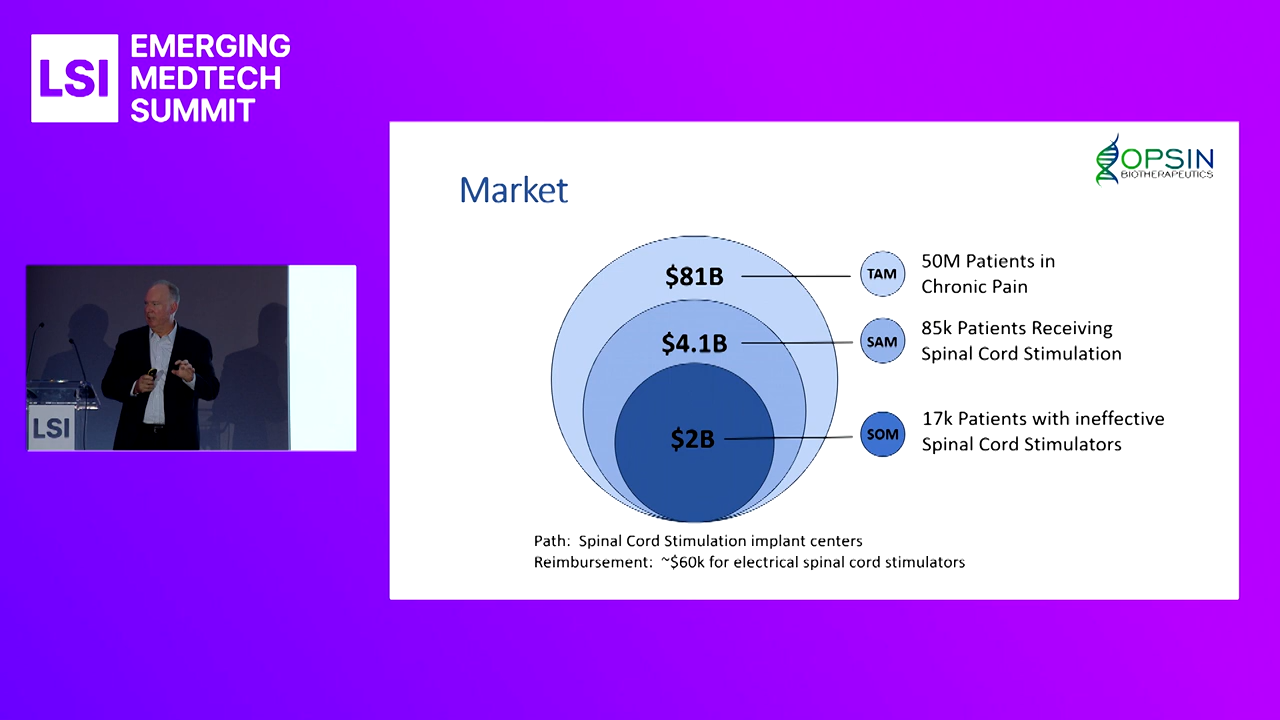 LSI
EMERGING
MEDTECH
SUMMIT
OPSIN
BIOTHERAPEUTICS
Market
$81B
TAM
50M Patients in
Chronic Pain
$4.1B
SAM
85k Patients Receiving
Spinal Cord Stimulation
$2B
SOM
17k Patients with ineffective
Spinal Cord Stimulators
Path: Spinal Cord Stimulation implant centers
Reimbursement: ~$60k for electrical spinal cord stimulators
LSI